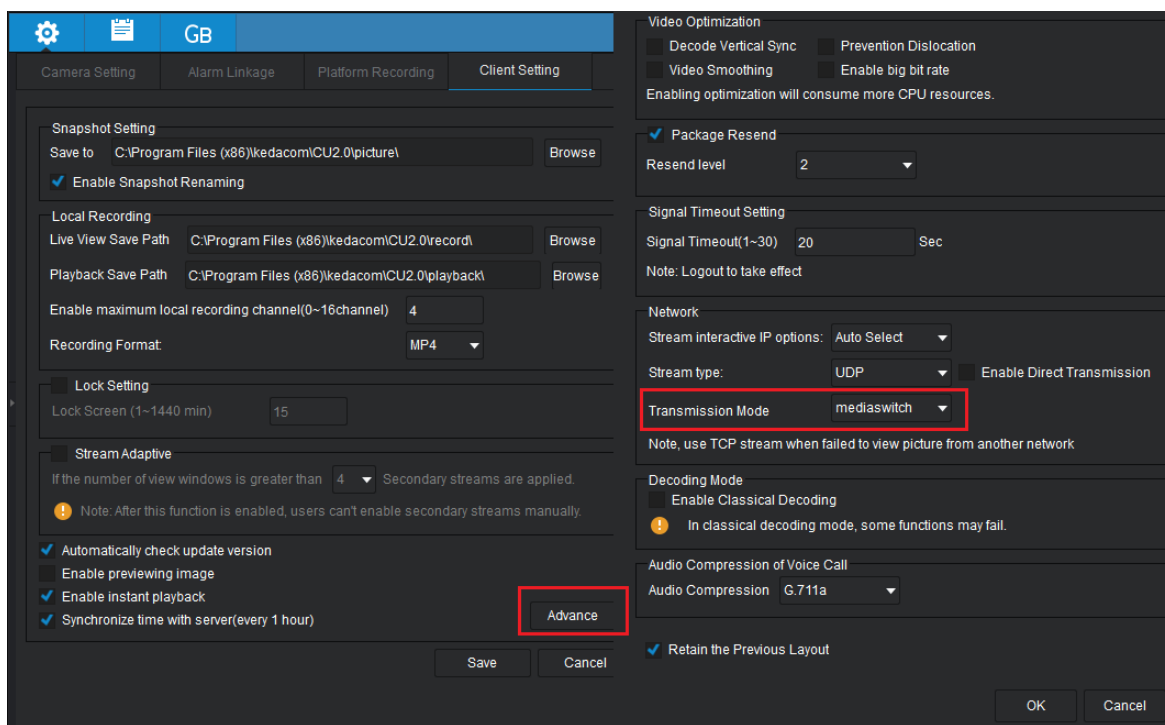 GB
Camera Setting Alarm Linkage Platform Recording Client Setting
Snapshot Setting
Save to C:\Program Files (x86)\kedacom\CU2.0\picture\ Browse
Enable Snapshot Renaming
Local Recording
Live View Save Path C:\Program Files (x86)\kedacom\CU2.0\record\ Browse
Playback Save Path C:\Program Files (x86)\kedacom\CU2.0\playback\ Browse
Enable maximum local recording channel(0~16channel) 4
Recording Format: MP4
Lock Setting
Lock Screen (1~1440 min) 15
Stream Adaptive
If the number of view windows is greater than 4 Secondary streams are applied.
Note: After this function is enabled, users can't enable secondary streams manually.
Automatically check update version
Enable previewing image
Enable instant playback
Synchronize time with server(every 1 hour)
Advance
Save Cancel
Video Optimization
Decode Vertical Sync Prevention Dislocation
Video Smoothing Enable big bit rate
Enabling optimization will consume more CPU resources.
Package Resend
Resend level 2
Signal Timeout Setting
Signal Timeout(1~30) 20 Sec
Note: Logout to take effect
Network
Stream interactive IP options: Auto Select
Stream type: UDP Enable Direct Transmission
Transmission Mode mediaswitch
Note, use TCP stream when failed to view picture from another network
Decoding Mode
Enable Classical Decoding
In classical decoding mode, some functions may fail.
Audio Compression of Voice Call
Audio Compression G.711a
Retain the Previous Layout
OK Cancel